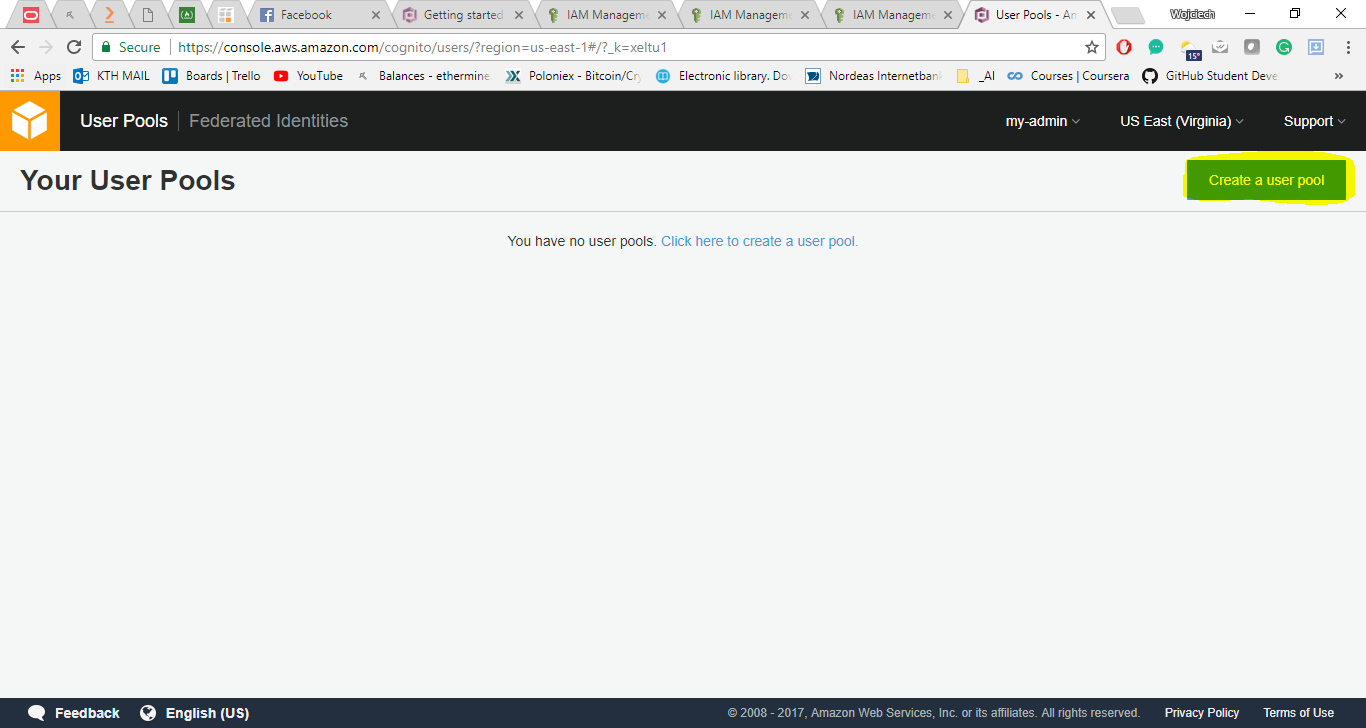 Facebook Getting started IAM Managem IAM Managem IAM Managem User Pools - Am Wojciech
Secure https://console.aws.amazon.com/cognito/users/?region=us-east-1#/?_k=xeltu1 15°
Apps KTH MAIL Boards | Trello YouTube Balances - ethermine. Poloniex - Bitcoin/Cry Electronic library. Dov Nordeas Internetbank _AI Courses | Coursera GitHub Student Deve »
User Pools Federated Identities my-admin US East (Virginia) Support
Your User Pools Create a user pool
You have no user pools. Click here to create a user pool.
Feedback English (US) © 2008 - 2017, Amazon Web Services, Inc. or its affiliates. All rights reserved. Privacy Policy Terms of Use